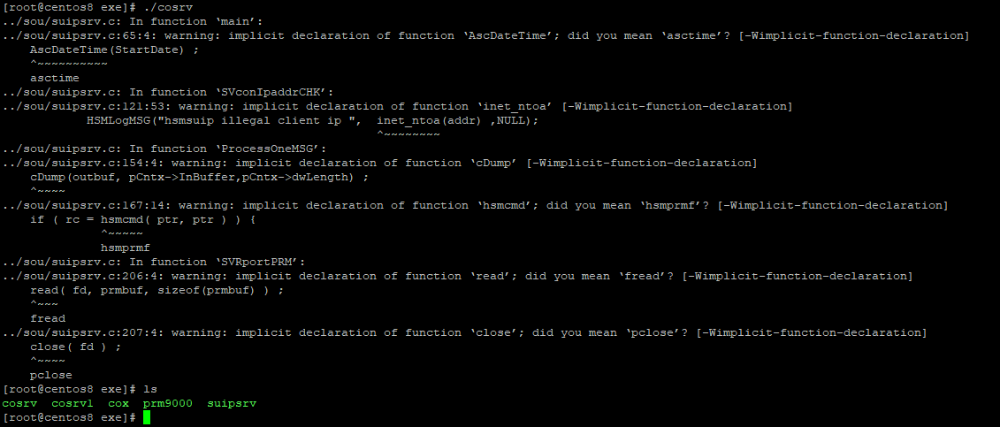 [root@centos8 exe]# ./cosrv
../sou/suipsrv.c: In function ‘main’:
../sou/suipsrv.c:65:4: warning: implicit declaration of function ‘AscDateTime’; did you mean ‘asctime’? [-Wimplicit-function-declaration]
    AscDateTime(StartDate) ;
    ^~~~~~~~~~~
    asctime
../sou/suipsrv.c: In function ‘SVconIpaddrCHK’:
../sou/suipsrv.c:121:53: warning: implicit declaration of function ‘inet_ntoa’ [-Wimplicit-function-declaration]
            HSMLogMSG("hsmsuip illegal client ip ",  inet_ntoa(addr) ,NULL);
                                                     ^~~~~~~~~
../sou/suipsrv.c: In function ‘ProcessOneMSG’:
../sou/suipsrv.c:154:4: warning: implicit declaration of function ‘cDump’ [-Wimplicit-function-declaration]
    cDump(outbuf, pCntx->InBuffer,pCntx->dwLength) ;
    ^~~~~
../sou/suipsrv.c:167:14: warning: implicit declaration of function ‘hsmcmd’; did you mean ‘hsmprmf’? [-Wimplicit-function-declaration]
    if ( rc = hsmcmd( ptr, ptr ) ) {
              ^~~~~~
              hsmprmf
../sou/suipsrv.c: In function ‘SVRportPRM’:
../sou/suipsrv.c:206:4: warning: implicit declaration of function ‘read’; did you mean ‘fread’? [-Wimplicit-function-declaration]
    read( fd, prmbuf, sizeof(prmbuf) ) ;
    ^~~~
    fread
../sou/suipsrv.c:207:4: warning: implicit declaration of function ‘close’; did you mean ‘pclose’? [-Wimplicit-function-declaration]
    close( fd ) ;
    ^~~~~
    pclose
[root@centos8 exe]# ls
cosrv  cosrv1  cox  prm9000  suipsrv
[root@centos8 exe]#